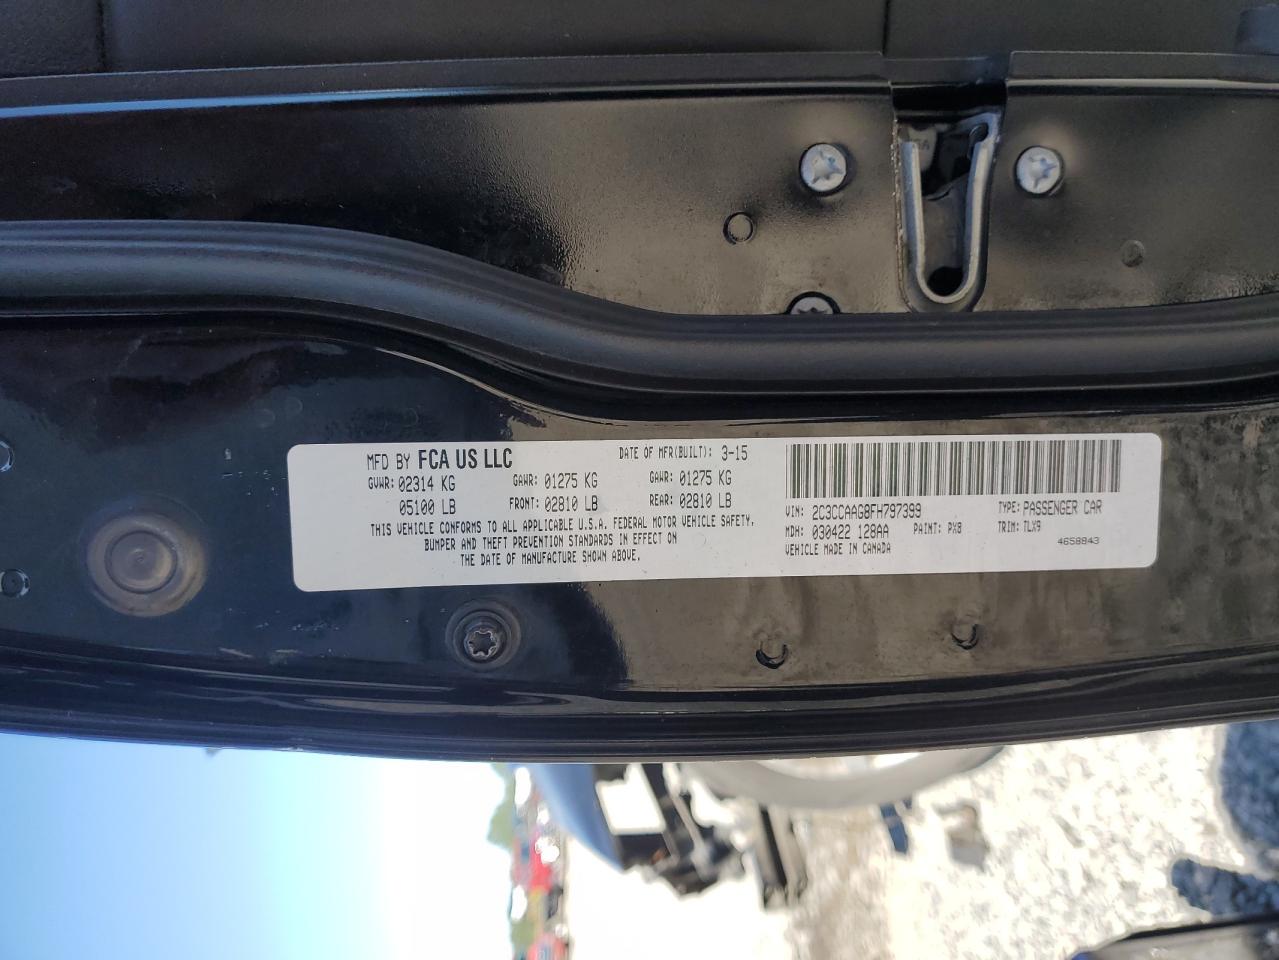 MFD BY FCA US LLC DATE OF MFR(BUILT): 3-15
GVWR: 02314 KG GAWR: 01275 KG GAWR: 01275 KG
05100 LB FRONT: 02810 LB REAR: 02810 LB
THIS VEHICLE CONFORMS TO ALL APPLICABLE U.S.A. FEDERAL MOTOR VEHICLE SAFETY,
BUMPER AND THEFT PREVENTION STANDARDS IN EFFECT ON
THE DATE OF MANUFACTURE SHOWN ABOVE.
VIN: 2C3CCAAG8FH797399 TYPE: PASSENGER CAR
MDH: 030422 128AA PAINT: PX8 TRIM: TLX9
VEHICLE MADE IN CANADA 4658843